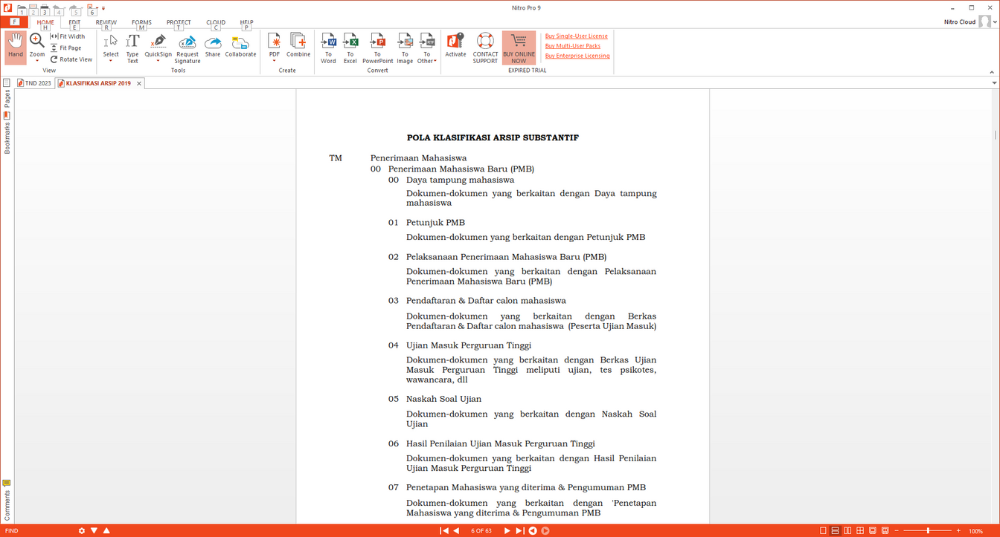 Nitro Pro 9
1 2 3 4 5 6
F HOME EDIT REVIEW FORMS PROTECT CLOUD HELP
H E R M T C P
Nitro Cloud
Hand
Zoom
Fit Width
Fit Page
Rotate View
View
Select
Type Text
QuickSign
Request Signature
Share
Collaborate
Tools
PDF
Combine
Create
To Word
To Excel
To PowerPoint
To Image
To Other
Convert
Activate
CONTACT SUPPORT
BUY ONLINE NOW
Buy Single-User License
Buy Multi-User Packs
Buy Enterprise Licensing
EXPIRED TRIAL
TND 2023
KLASIFIKASI ARSIP 2019
Pages
Bookmarks
Comments
POLA KLASIFIKASI ARSIP SUBSTANTIF
TM Penerimaan Mahasiswa
00 Penerimaan Mahasiswa Baru (PMB)
00 Daya tampung mahasiswa
Dokumen-dokumen yang berkaitan dengan Daya tampung
mahasiswa
01 Petunjuk PMB
Dokumen-dokumen yang berkaitan dengan Petunjuk PMB
02 Pelaksanaan Penerimaan Mahasiswa Baru (PMB)
Dokumen-dokumen yang berkaitan dengan Pelaksanaan
Penerimaan Mahasiswa Baru (PMB)
03 Pendaftaran & Daftar calon mahasiswa
Dokumen-dokumen yang berkaitan dengan Berkas
Pendaftaran & Daftar calon mahasiswa (Peserta Ujian Masuk)
04 Ujian Masuk Perguruan Tinggi
Dokumen-dokumen yang berkaitan dengan Berkas Ujian
Masuk Perguruan Tinggi meliputi ujian, tes psikotes,
wawancara, dll
05 Naskah Soal Ujian
Dokumen-dokumen yang berkaitan dengan Naskah Soal
Ujian
06 Hasil Penilaian Ujian Masuk Perguruan Tinggi
Dokumen-dokumen yang berkaitan dengan Hasil Penilaian
Ujian Masuk Perguruan Tinggi
07 Penetapan Mahasiswa yang diterima & Pengumuman PMB
Dokumen-dokumen yang berkaitan dengan 'Penetapan
Mahasiswa yang diterima & Pengumuman PMB
FIND
6 OF 63
100%